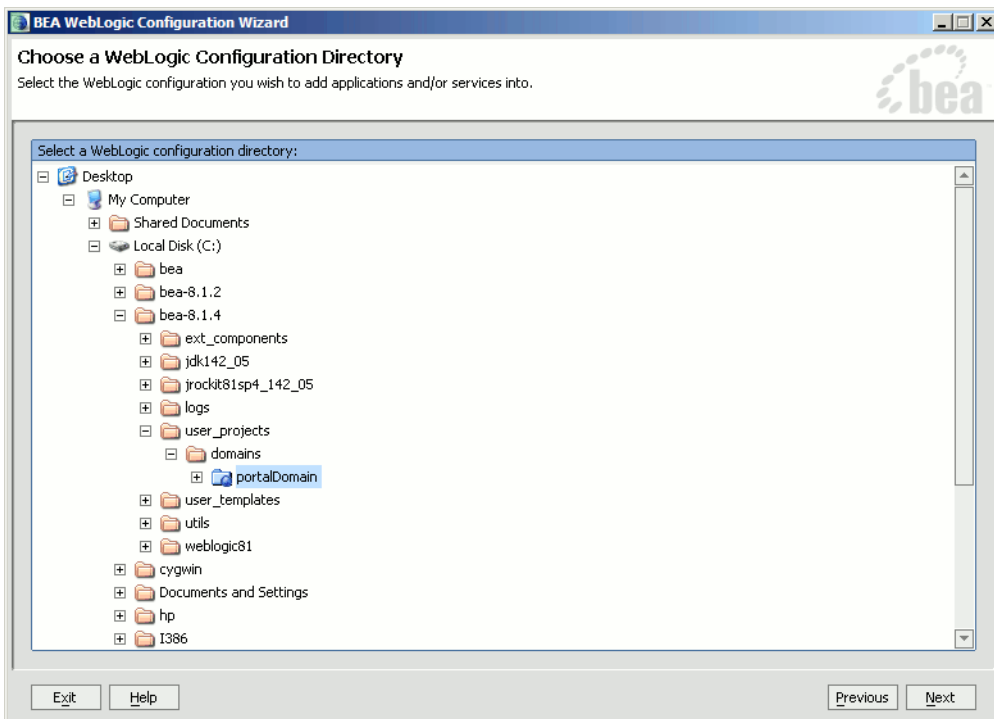 BEA WebLogic Configuration Wizard
Choose a WebLogic Configuration Directory
Select the WebLogic configuration you wish to add applications and/or services into.
bea
Select a WebLogic configuration directory:
Desktop
My Computer
Shared Documents
Local Disk (C:)
bea
bea-8.1.2
bea-8.1.4
ext_components
jdk142_05
jrockit81sp4_142_05
logs
user_projects
domains
portalDomain
user_templates
utils
weblogic81
cygwin
Documents and Settings
hp
I386
Exit Help Previous Next